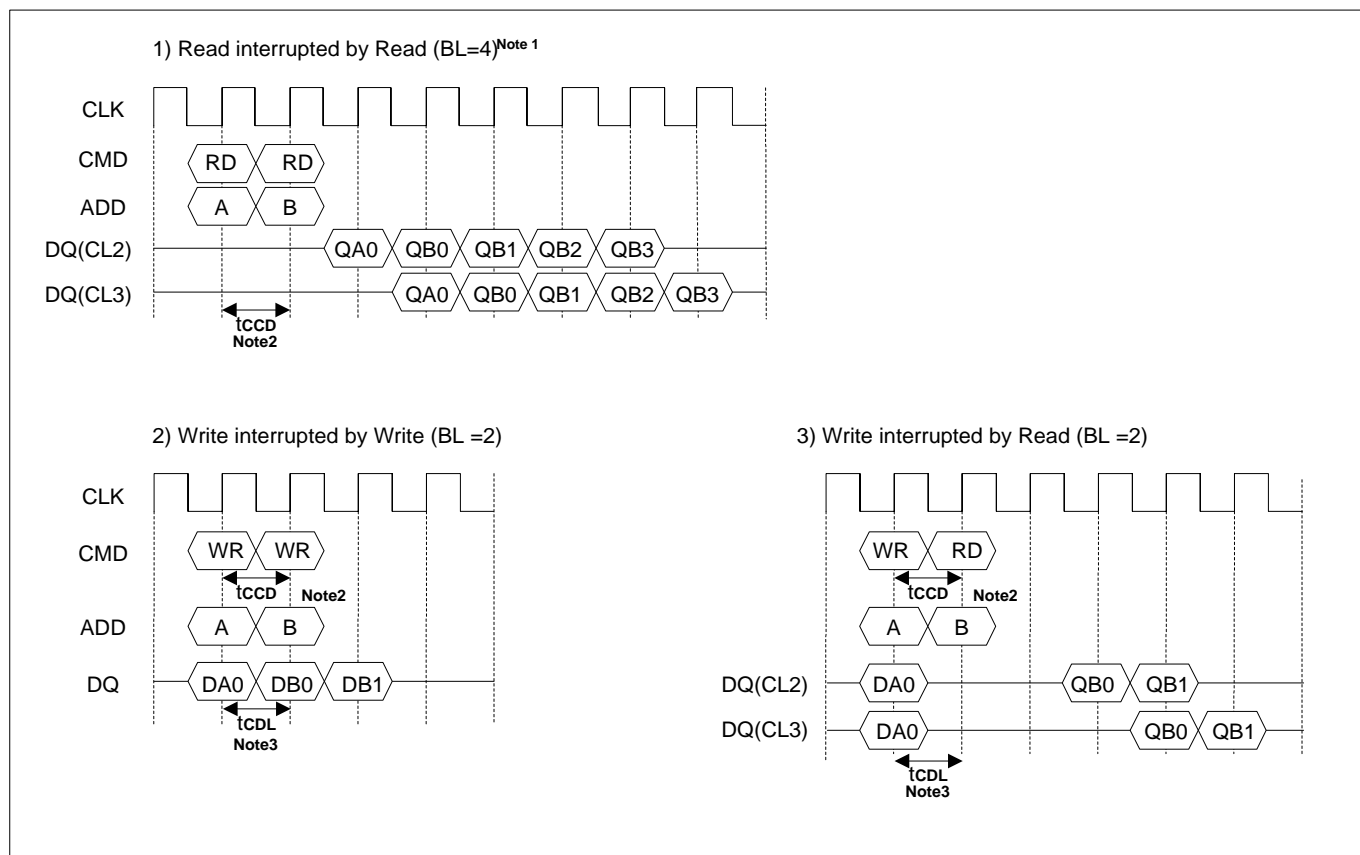 1) Read interrupted by Read (BL=4)Note 1
CLK
CMD RD RD
ADD A B
DQ(CL2) QA0 QB0 QB1 QB2 QB3
DQ(CL3) QA0 QB0 QB1 QB2 QB3
tCCD
Note2
2) Write interrupted by Write (BL =2)
CLK
CMD WR WR
tCCD Note2
ADD A B
DQ DA0 DB0 DB1
tCDL
Note3
3) Write interrupted by Read (BL =2)
WR RD
tCCD Note2
A B
DQ(CL2) DA0 QB0 QB1
DQ(CL3) DA0 QB0 QB1
tCDL
Note3